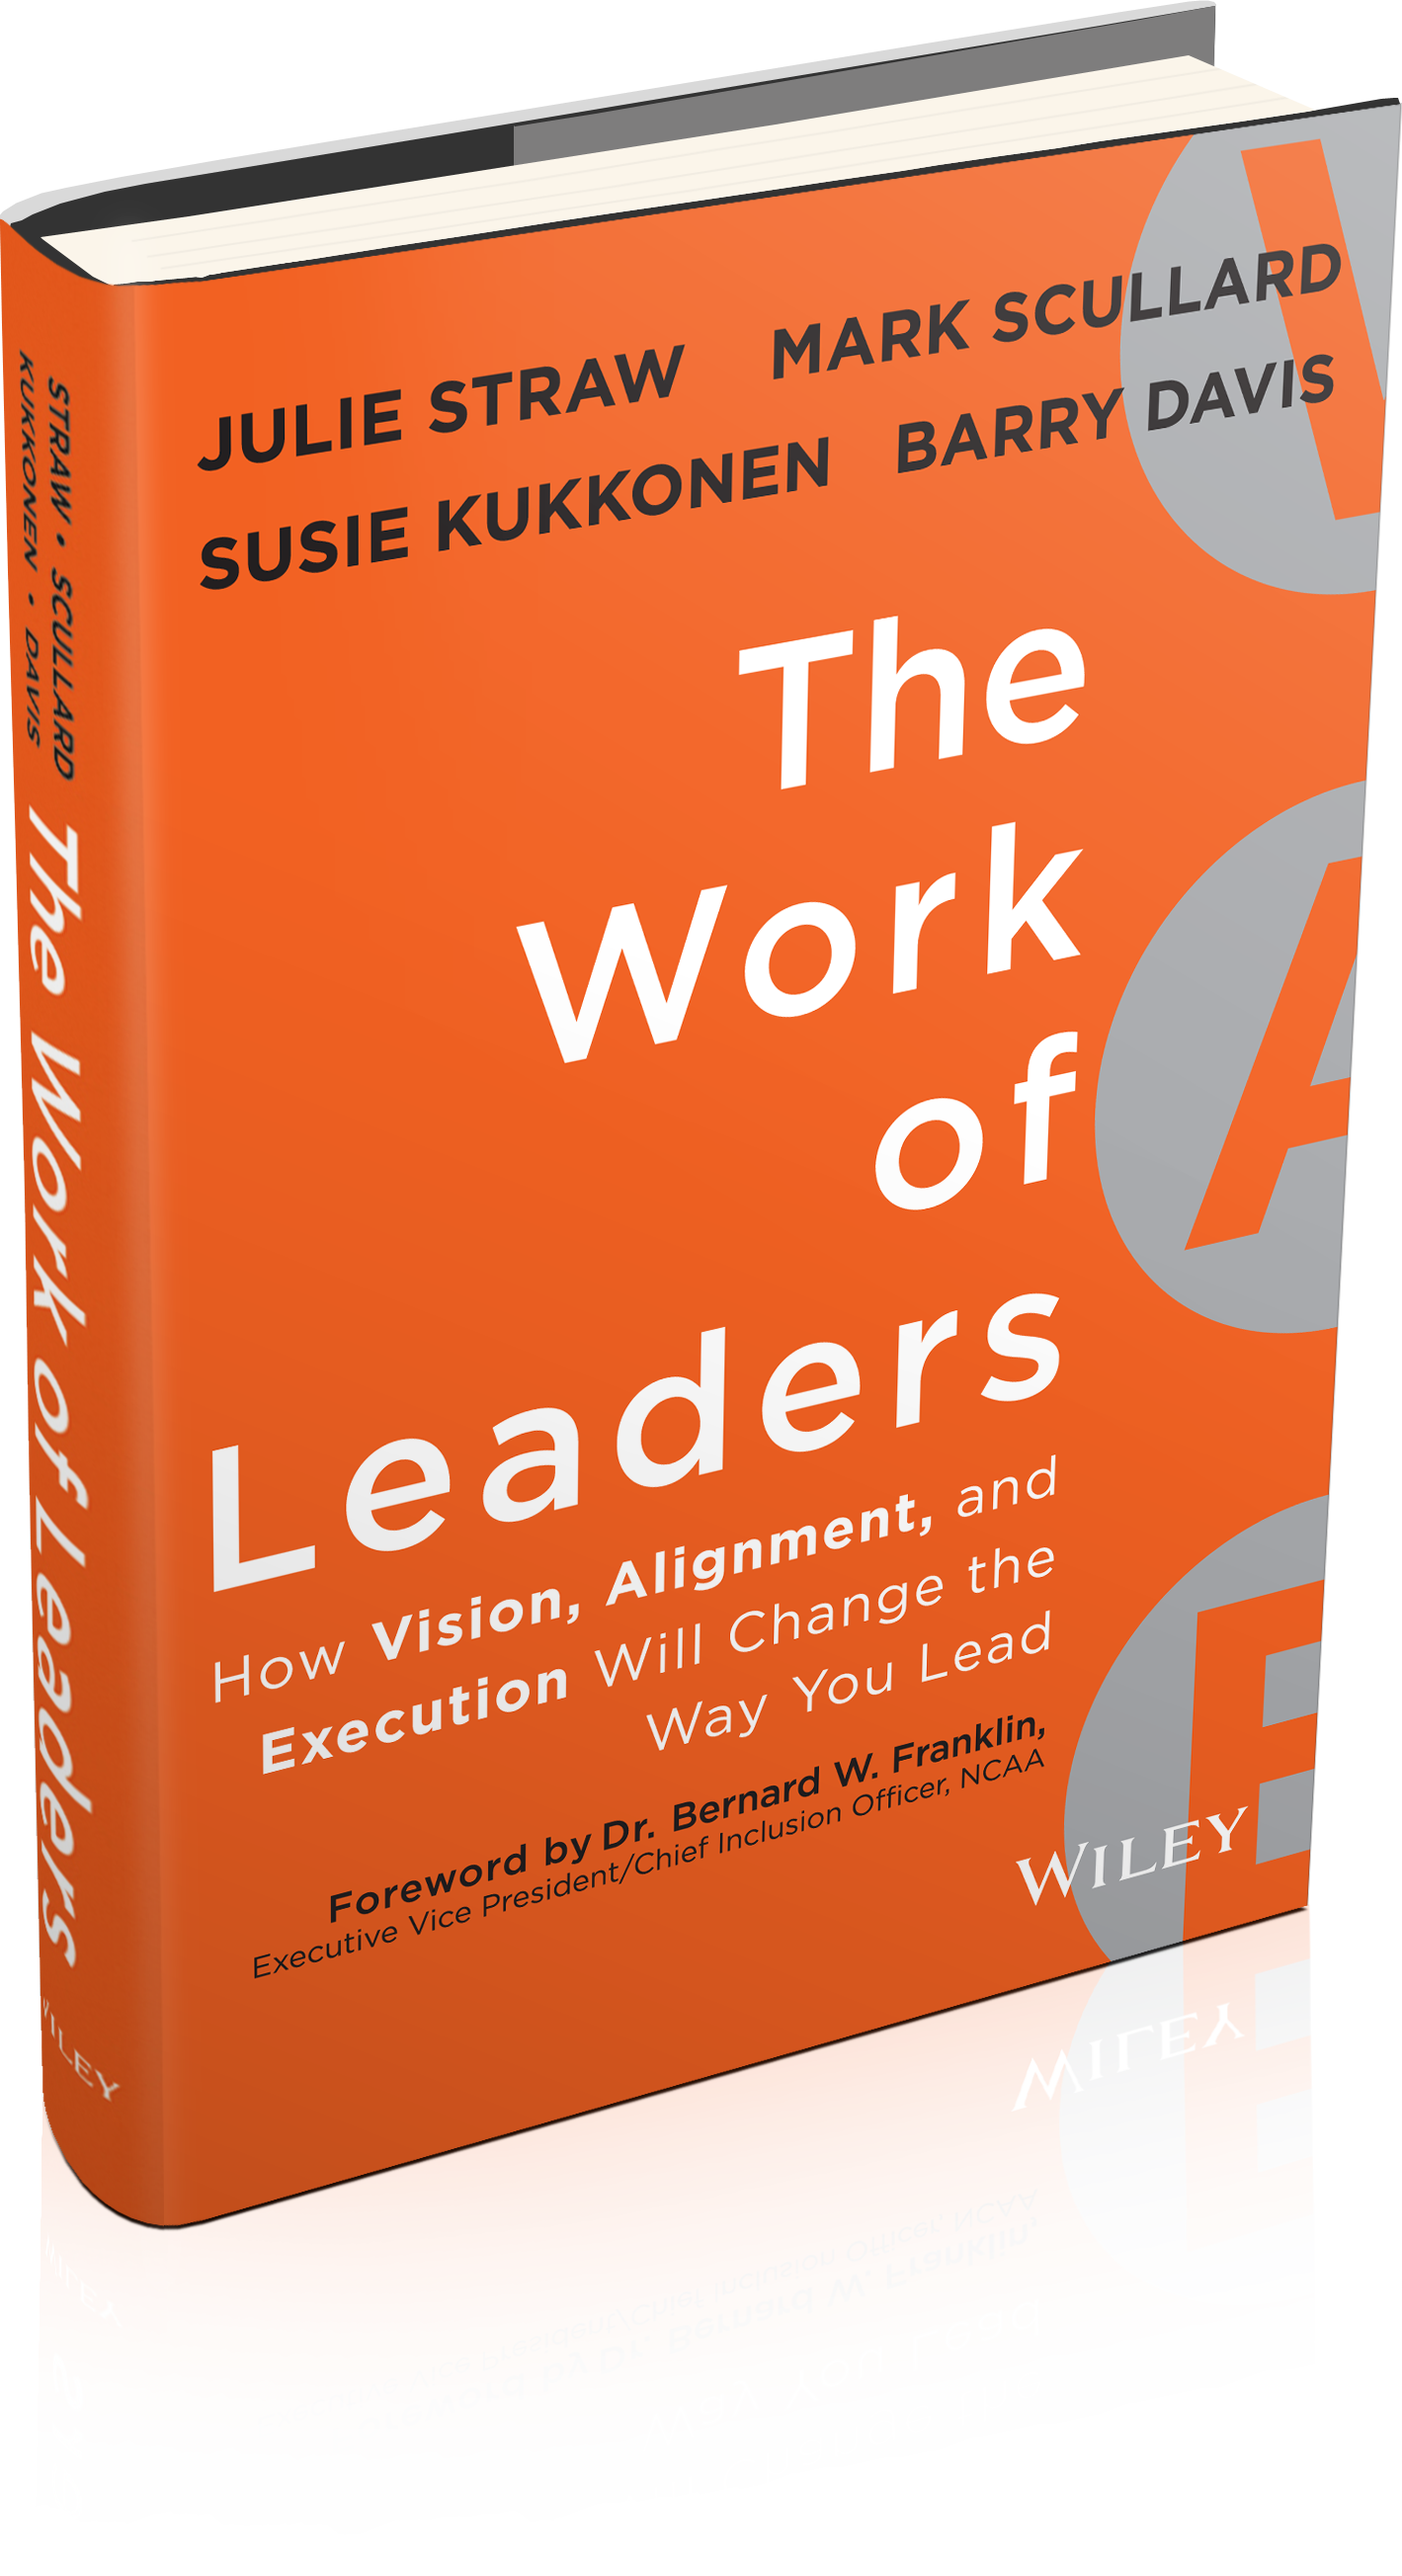 JULIE STRAW MARK SCULLARD
SUSIE KUKKONEN BARRY DAVIS
The
Work
of
Leaders
How Vision, Alignment, and
Execution Will Change the
Way You Lead
Foreword by Dr. Bernard W. Franklin,
Executive Vice President/Chief Inclusion Officer, NCAA
WILEY
V
A
E
STRAW • SCULLARD
KUKKONEN • DAVIS
The Work of Leaders
WILEY